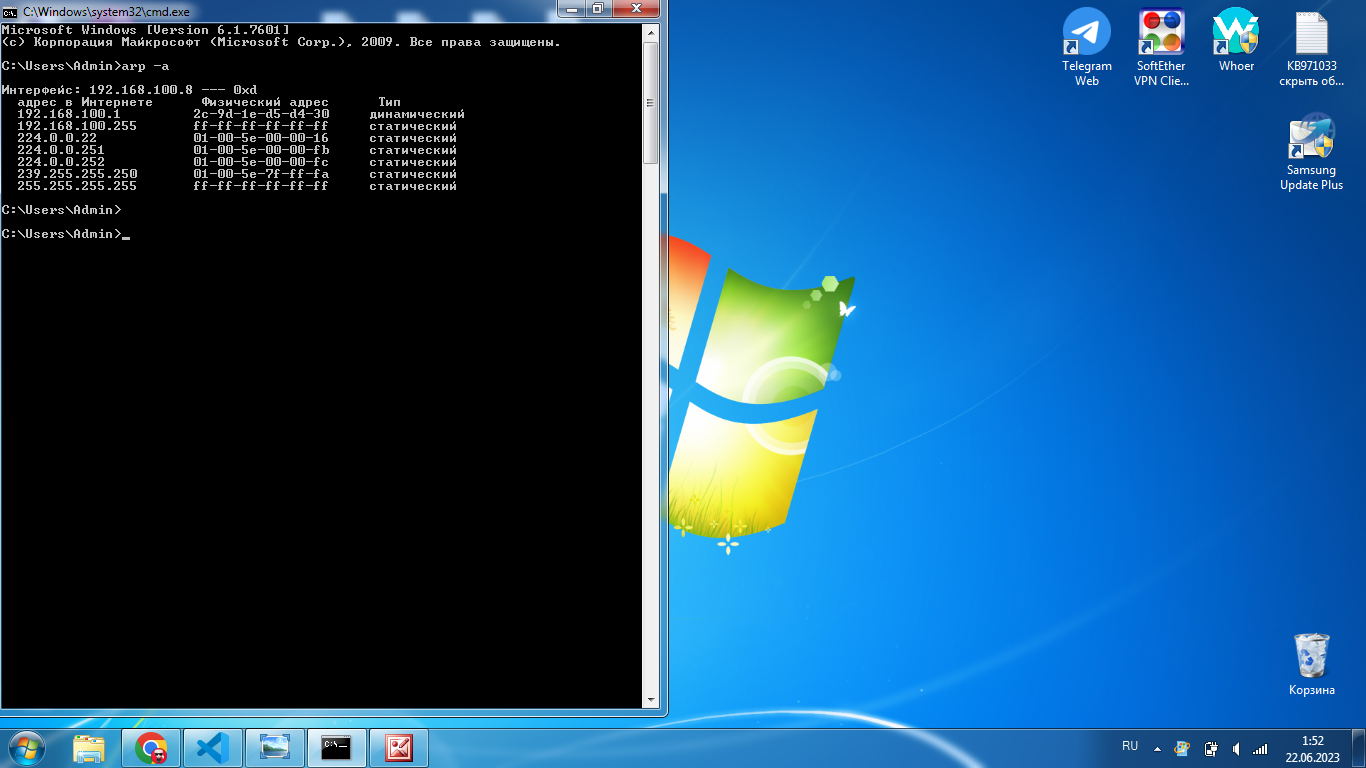 C:\Windows\system32\cmd.exe
Microsoft Windows [Version 6.1.7601]
(c) Корпорация Майкрософт (Microsoft Corp.), 2009. Все права защищены.
C:\Users\Admin>arp -a
Интерфейс: 192.168.100.8 --- 0xd
адрес в Интернете Физический адрес Тип
192.168.100.1 2c-9d-1e-d5-d4-30 динамический
192.168.100.255 ff-ff-ff-ff-ff-ff статический
224.0.0.22 01-00-5e-00-00-16 статический
224.0.0.251 01-00-5e-00-00-fb статический
224.0.0.252 01-00-5e-00-00-fc статический
239.255.255.250 01-00-5e-7f-ff-fa статический
255.255.255.255 ff-ff-ff-ff-ff-ff статический
C:\Users\Admin>
C:\Users\Admin>_
Telegram
Web
SoftEther
VPN Clie...
Whoer
KB971033
скрыть об...
Samsung
Update Plus
Корзина
C:\_
RU
1:52
22.06.2023